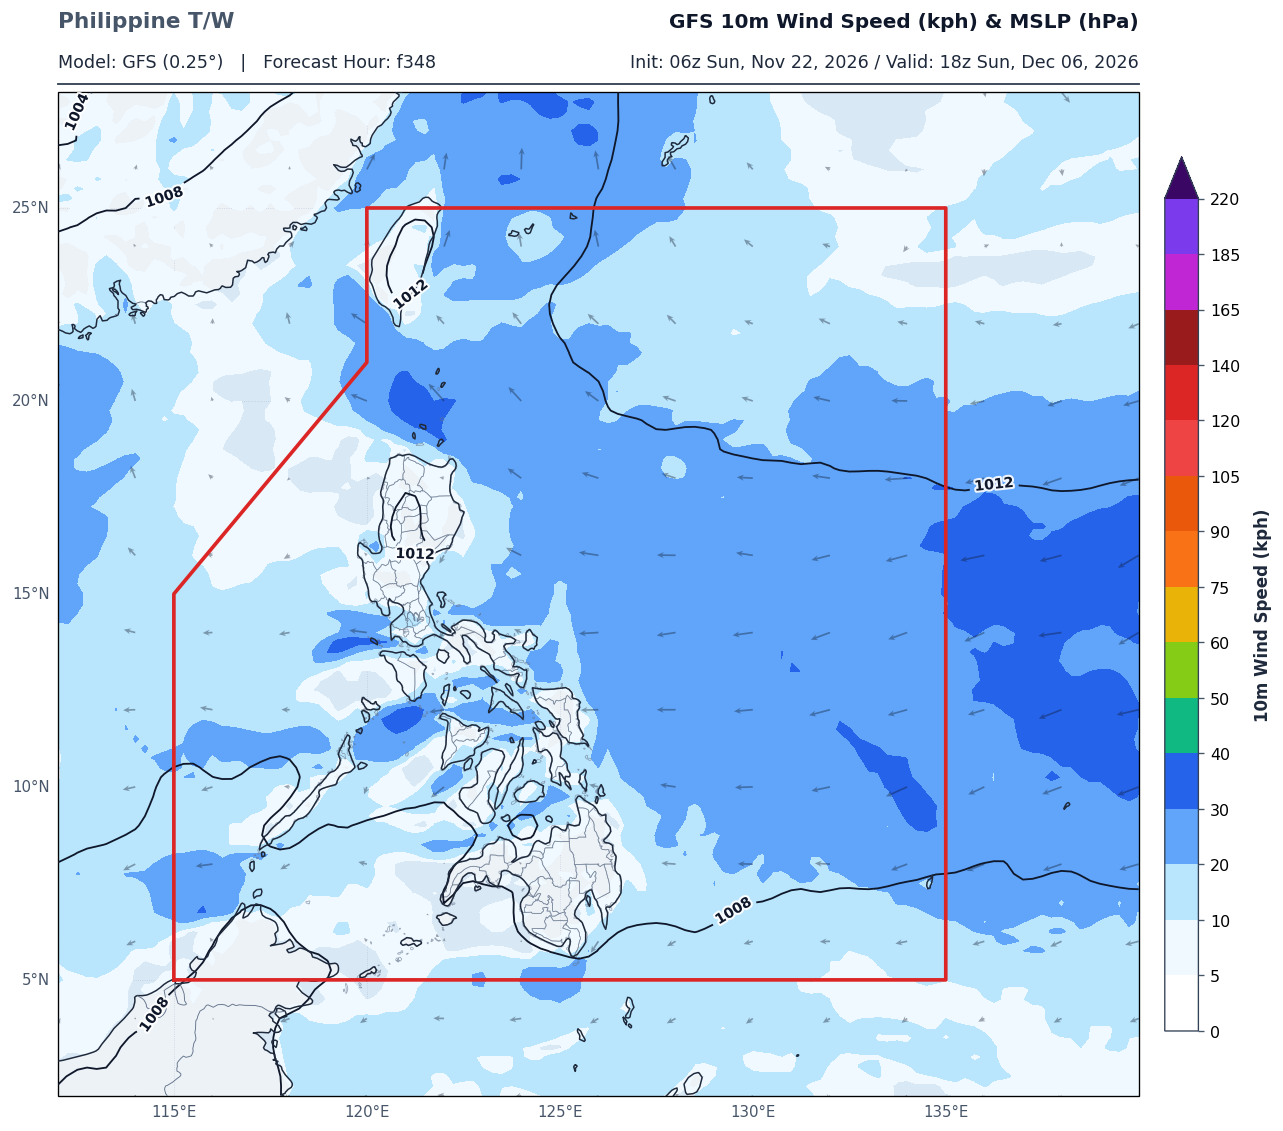 Philippine T/W
GFS 10m Wind Speed (kph) & MSLP (hPa)
Model: GFS (0.25°)   |   Forecast Hour: f348
Init: 06z Sun, Nov 22, 2026 / Valid: 18z Sun, Dec 06, 2026
1004
1008
1012
1012
1012
1008
1008
25°N
20°N
15°N
10°N
5°N
115°E
120°E
125°E
130°E
135°E
220
185
165
140
120
105
90
75
60
50
40
30
20
10
5
0
10m Wind Speed (kph)